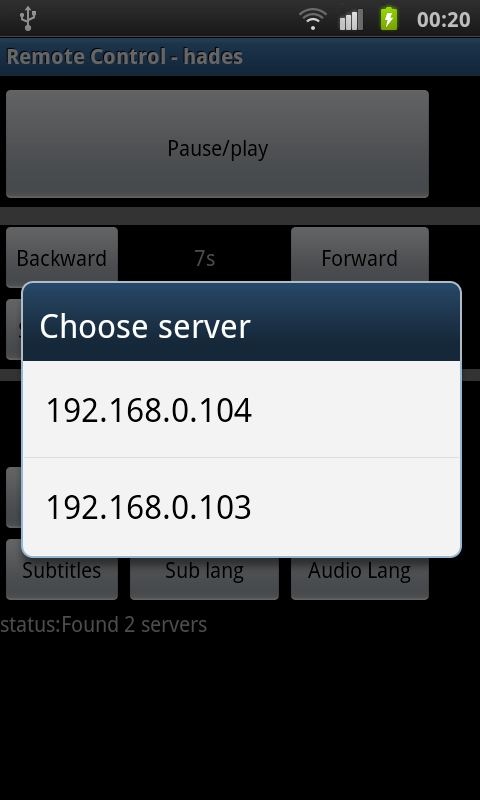 00:20
Remote Control - hades
Pause/play
Backward 7s Forward
Choose server
192.168.0.104
192.168.0.103
Subtitles Sub lang Audio Lang
status:Found 2 servers